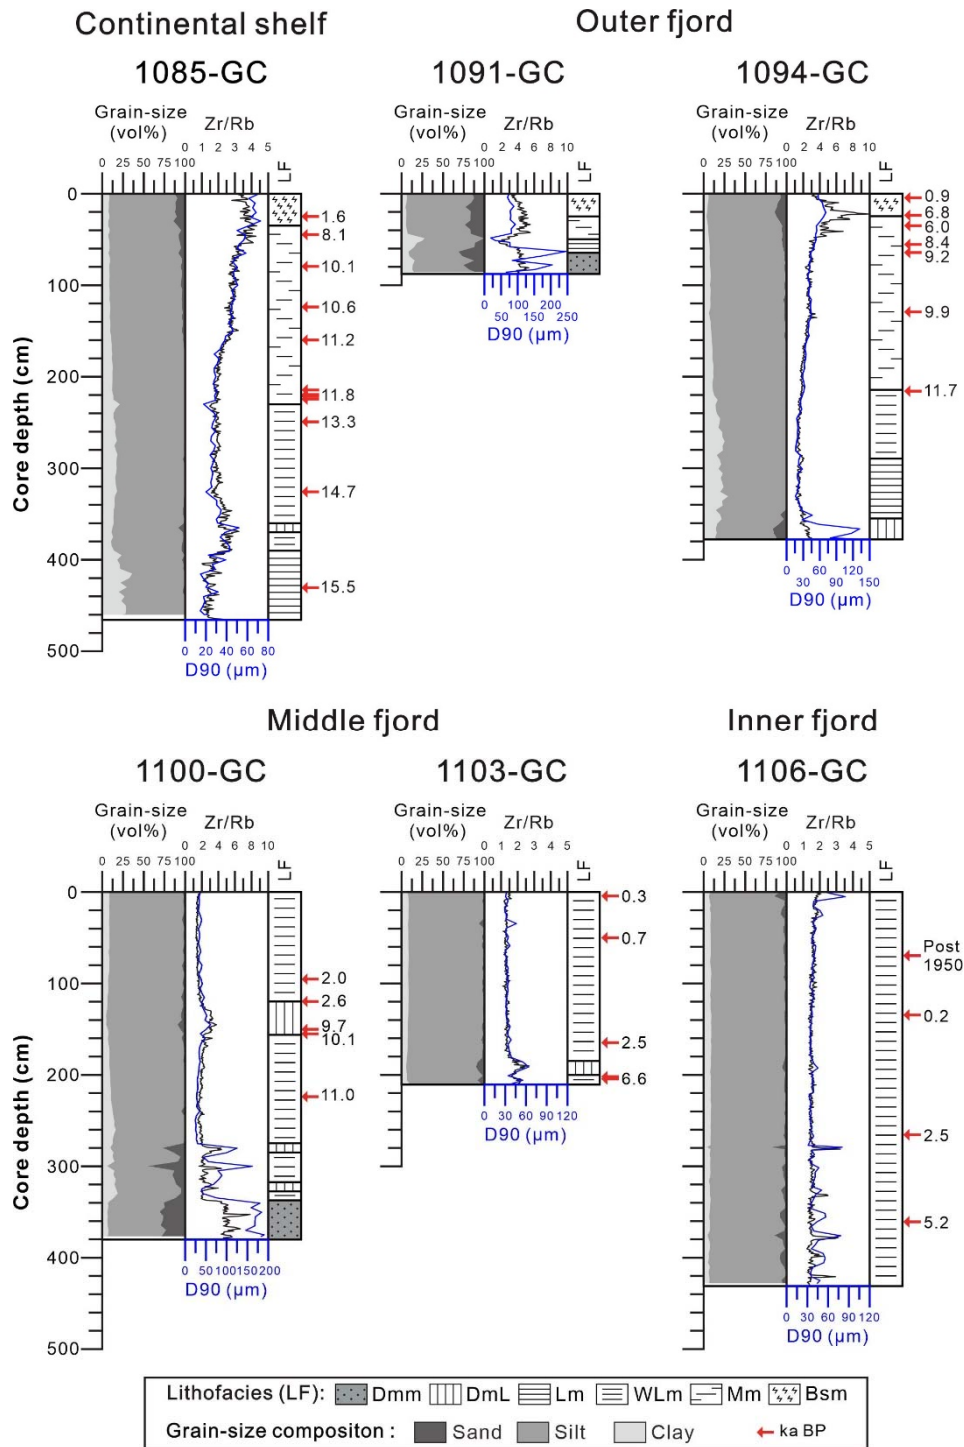 Continental shelf
Outer fjord
1085-GC
1091-GC
1094-GC
Grain-size
(vol%)
Zr/Rb
LF
0 25 50 75 100
0 1 2 3 4 5
Grain-size
(vol%)
Zr/Rb
LF
0 25 50 75 100
0 2 4 6 8 10
Grain-size
(vol%)
Zr/Rb
LF
0 25 50 75 100
0 2 4 6 8 10
Core depth (cm)
0
100
200
300
400
500
1.6
8.1
10.1
10.6
11.2
11.8
13.3
14.7
15.5
0 20 40 60 80
D90 (µm)
0 50 100 150 200 250
D90 (µm)
0.9
6.8
6.0
8.4
9.2
9.9
11.7
0 30 60 90 120 150
D90 (µm)
Middle fjord
Inner fjord
1100-GC
1103-GC
1106-GC
Grain-size
(vol%)
Zr/Rb
LF
0 25 50 75 100
0 2 4 6 8 10
Grain-size
(vol%)
Zr/Rb
LF
0 25 50 75 100
0 1 2 3 4 5
Grain-size
(vol%)
Zr/Rb
LF
0 25 50 75 100
0 1 2 3 4 5
Core depth (cm)
0
100
200
300
400
500
2.0
2.6
9.7
10.1
11.0
0 50 100 150 200
D90 (µm)
0.3
0.7
2.5
6.6
0 30 60 90 120
D90 (µm)
Post
1950
0.2
2.5
5.2
0 30 60 90 120
D90 (µm)
Lithofacies (LF): Dmm DmL Lm WLm Mm Bsm
Grain-size compositon : Sand Silt Clay ka BP